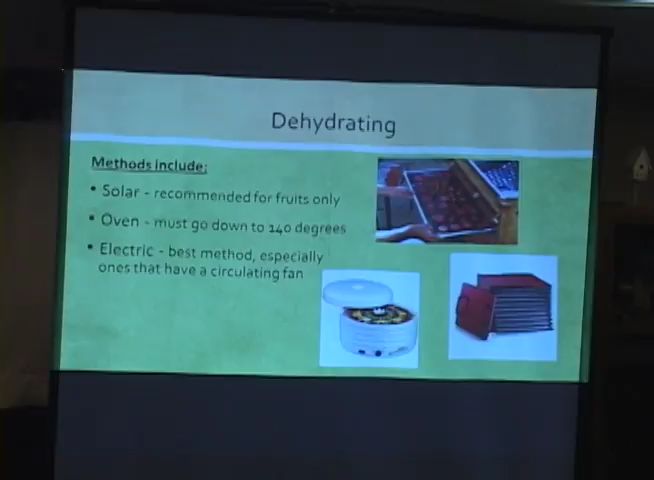 Dehydrating
Methods include:
• Solar – recommended for fruits only
• Oven – must go down to 140 degrees
• Electric – best method, especially
ones that have a circulating fan